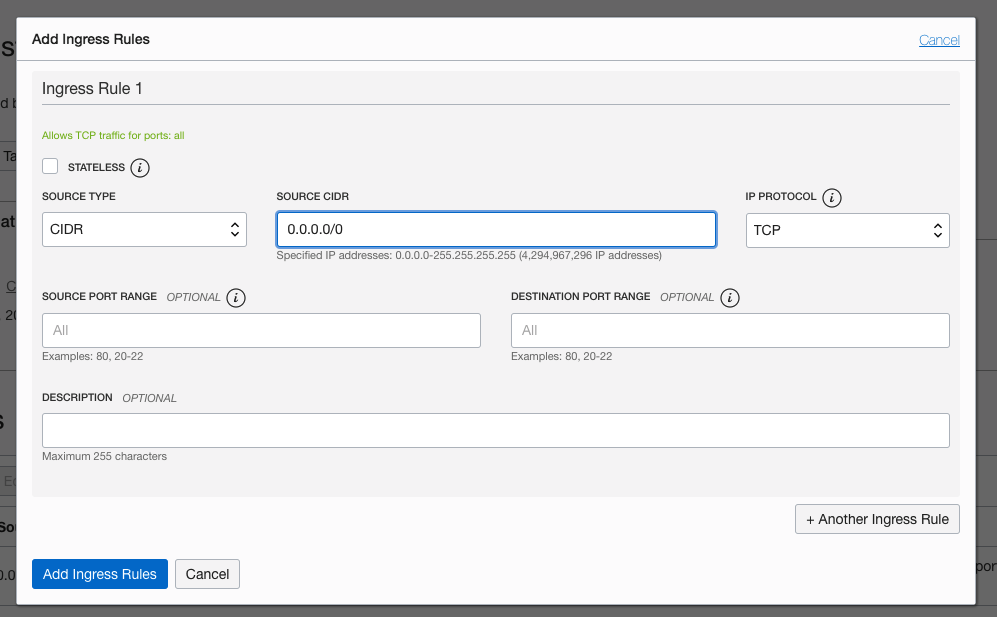 Add Ingress Rules
Cancel
Ingress Rule 1
Allows TCP traffic for ports: all
STATELESS i
SOURCE TYPE
SOURCE CIDR
IP PROTOCOL i
CIDR
0.0.0.0/0
TCP
Specified IP addresses: 0.0.0.0-255.255.255.255 (4,294,967,296 IP addresses)
SOURCE PORT RANGE OPTIONAL i
DESTINATION PORT RANGE OPTIONAL i
All
All
Examples: 80, 20-22
Examples: 80, 20-22
DESCRIPTION OPTIONAL
Maximum 255 characters
+ Another Ingress Rule
Add Ingress Rules
Cancel